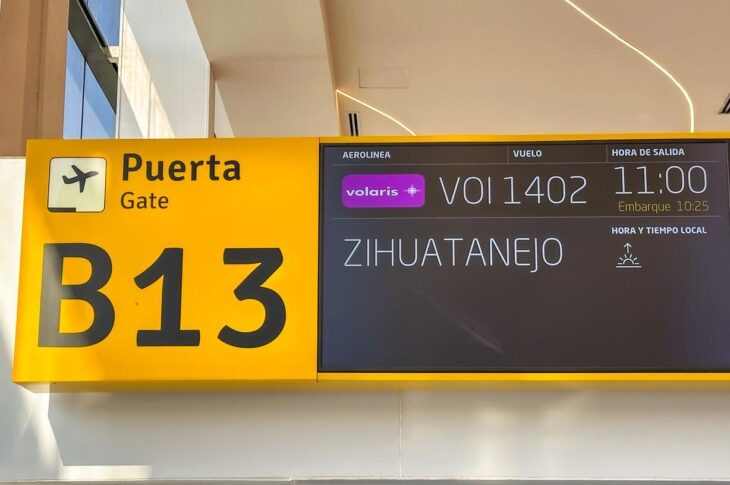 Puerta
Gate
B13
AEROLINEA VUELO HORA DE SALIDA
volaris VOI 1402 11:00
Embarque 10:25
ZIHUATANEJO
HORA Y TIEMPO LOCAL